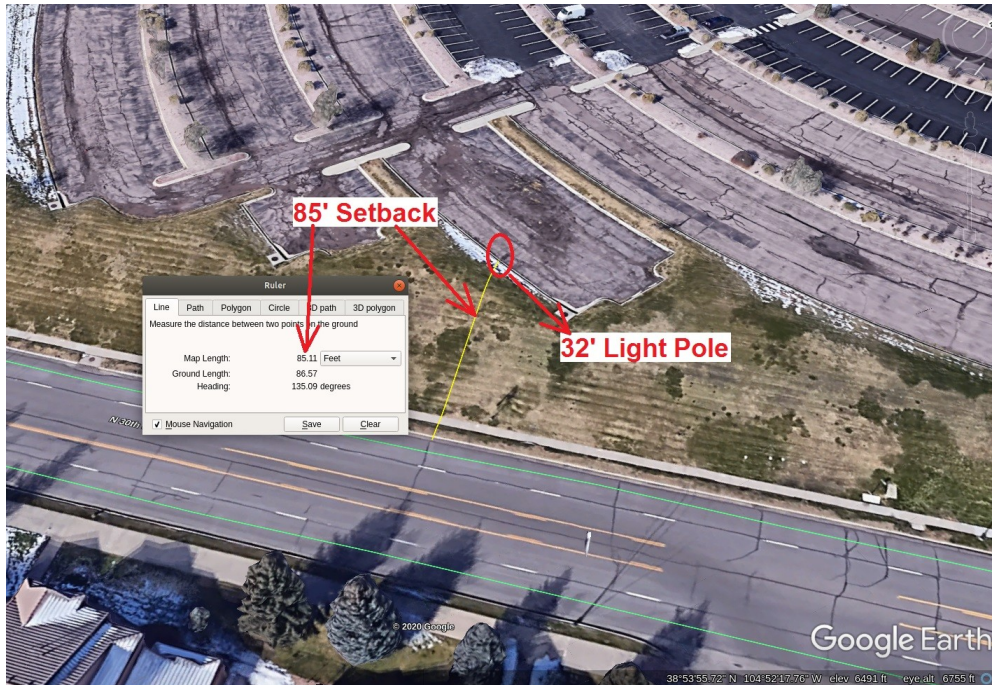 85' Setback
Ruler
Line Path Polygon Circle 3D path 3D polygon
Measure the distance between two points on the ground
Map Length: 85.11 Feet
Ground Length: 86.57
Heading: 135.09 degrees
Mouse Navigation Save Clear
32' Light Pole
N 30th
© 2020 Google
Google Earth
38°53'55.72" N 104°52'17.76" W elev 6491 ft eye alt 6755 ft